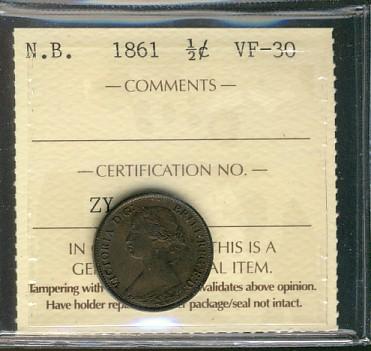 N.B. 1861 ½¢ VF-30
— COMMENTS —
— CERTIFICATION NO. —
ZY
IN THIS IS A
GE AL ITEM.
Tampering with validates above opinion.
Have holder rep package/seal not intact.
VICTORIA D:G: BRITT:REG:F:D: